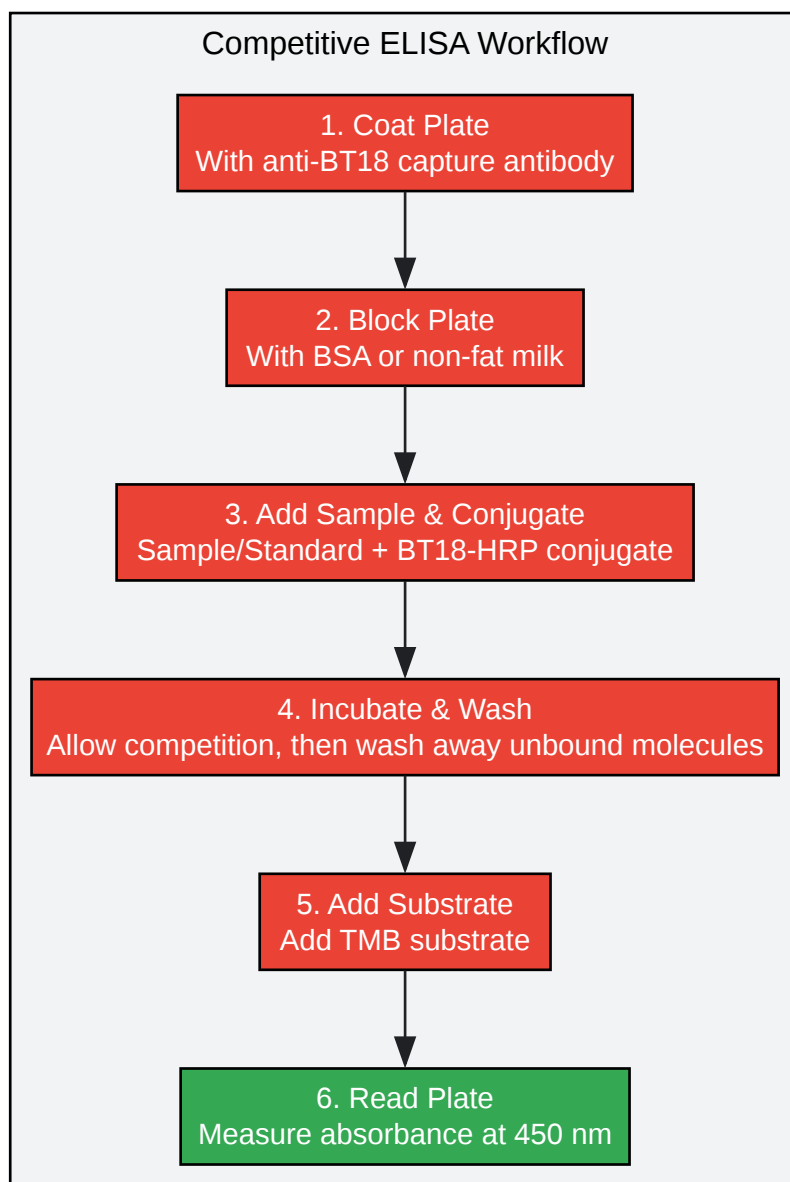 Competitive ELISA Workflow
1. Coat Plate
With anti-BT18 capture antibody
2. Block Plate
With BSA or non-fat milk
3. Add Sample & Conjugate
Sample/Standard + BT18-HRP conjugate
4. Incubate & Wash
Allow competition, then wash away unbound molecules
5. Add Substrate
Add TMB substrate
6. Read Plate
Measure absorbance at 450 nm